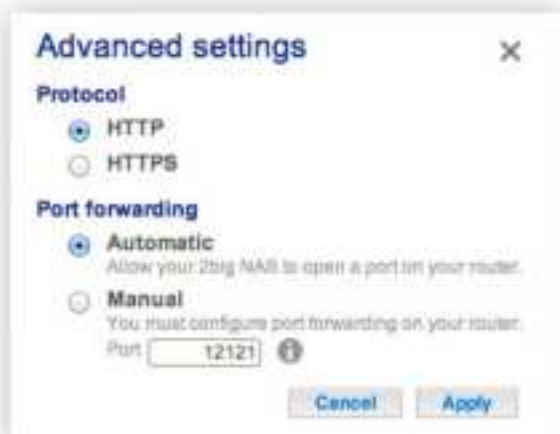 Advanced settings
Protocol
HTTP
HTTPS
Port forwarding
Automatic
Allow your 2big NAS to open a port on your router.
Manual
You must configure port forwarding on your router.
Port 12121
Cancel Apply